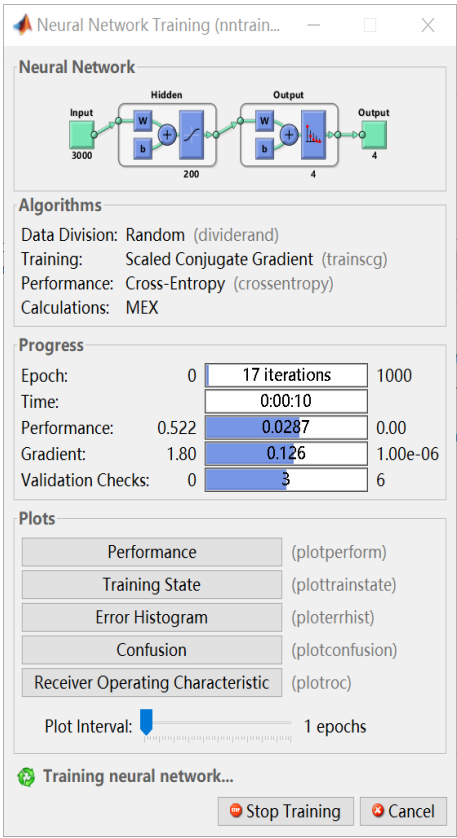 Neural Network Training (nntrain...
Neural Network
Hidden
Output
Input
Output
W
W
+
+
b
b
3000
4
200
4
Algorithms
Data Division: Random (dividerand)
Training: Scaled Conjugate Gradient (trainscg)
Performance: Cross-Entropy (crossentropy)
Calculations: MEX
Progress
Epoch: 0 17 iterations 1000
Time: 0:00:10
Performance: 0.522 0.0287 0.00
Gradient: 1.80 0.126 1.00e-06
Validation Checks: 0 3 6
Plots
Performance (plotperform)
Training State (plottrainstate)
Error Histogram (ploterrhist)
Confusion (plotconfusion)
Receiver Operating Characteristic (plotroc)
Plot Interval: 1 epochs
Training neural network...
Stop Training Cancel